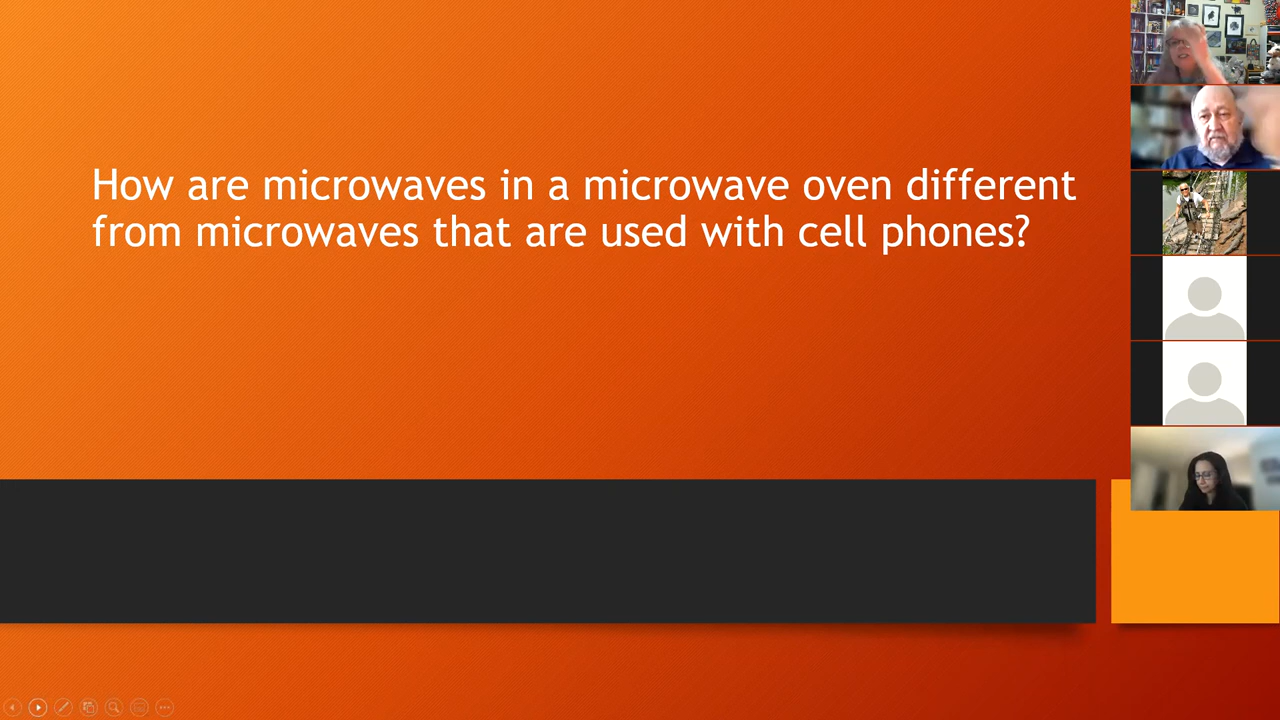 How are microwaves in a microwave oven different
from microwaves that are used with cell phones?